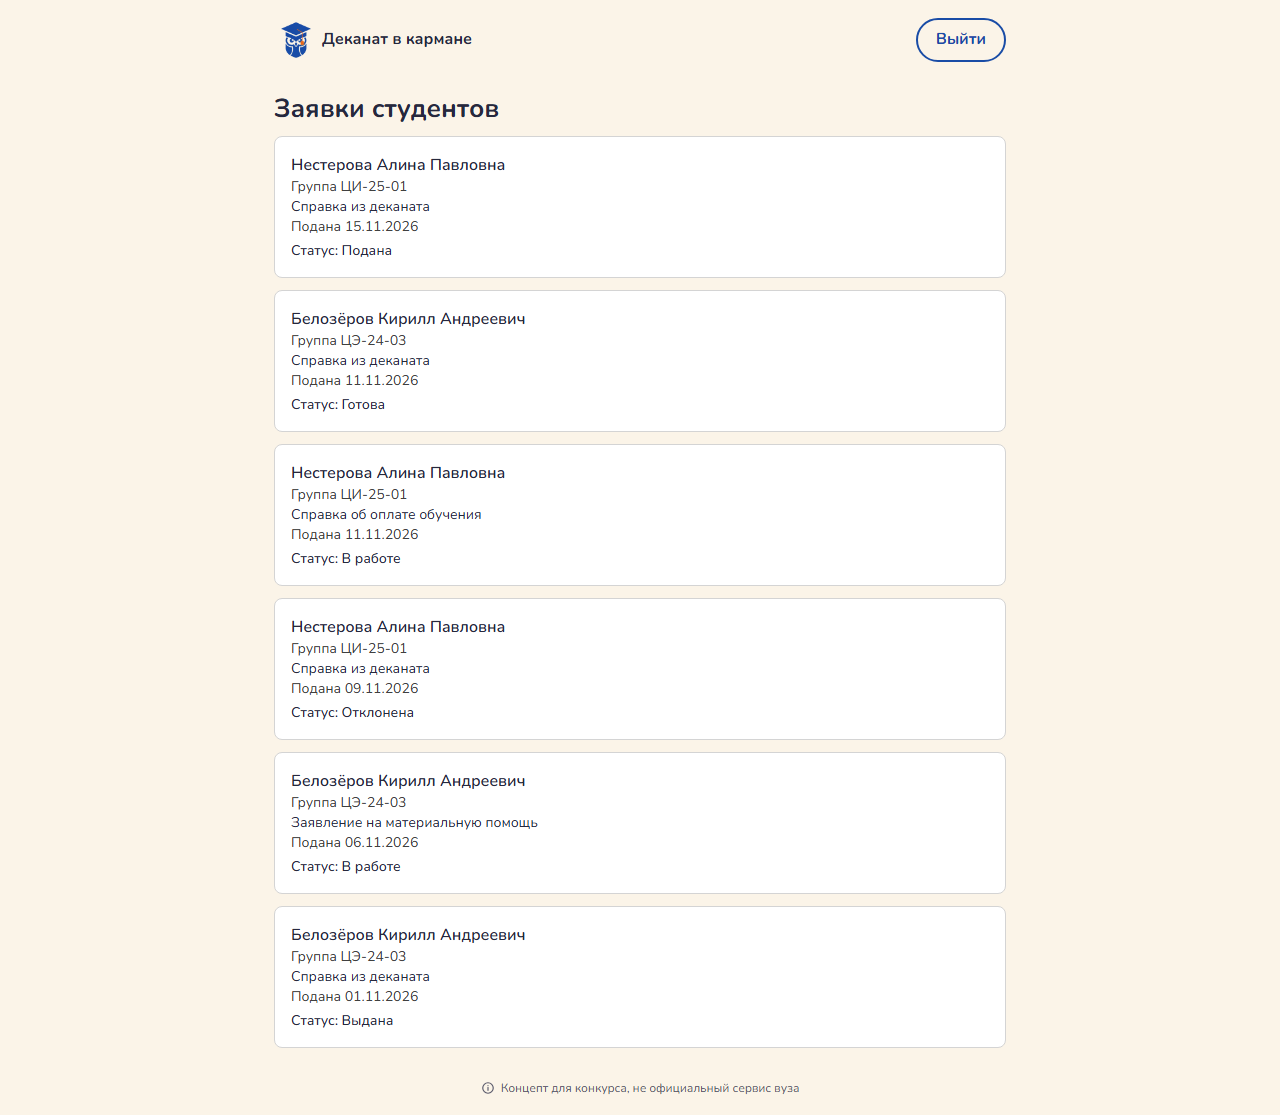 Деканат в кармане
Выйти
Заявки студентов
Нестерова Алина Павловна
Группа ЦИ-25-01
Справка из деканата
Подана 15.11.2026
Статус: Подана
Белозёров Кирилл Андреевич
Группа ЦЭ-24-03
Справка из деканата
Подана 11.11.2026
Статус: Готова
Нестерова Алина Павловна
Группа ЦИ-25-01
Справка об оплате обучения
Подана 11.11.2026
Статус: В работе
Нестерова Алина Павловна
Группа ЦИ-25-01
Справка из деканата
Подана 09.11.2026
Статус: Отклонена
Белозёров Кирилл Андреевич
Группа ЦЭ-24-03
Заявление на материальную помощь
Подана 06.11.2026
Статус: В работе
Белозёров Кирилл Андреевич
Группа ЦЭ-24-03
Справка из деканата
Подана 01.11.2026
Статус: Выдана
Концепт для конкурса, не официальный сервис вуза